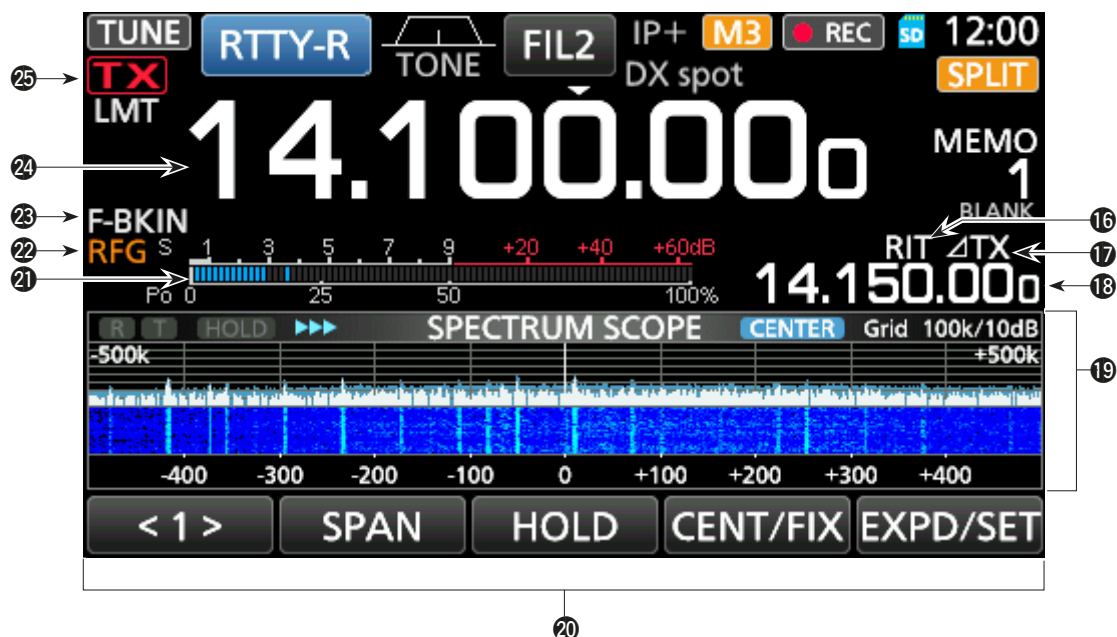 TUNE RTTY-R TONE FIL2 IP+ M3 REC SD 12:00
㉕ TX DX spot SPLIT
LMT
㉔ 14.100.000 MEMO
1
㉓ F-BKIN BLANK ⑯
㉒ RFG S 1 3 5 7 9 +20 +40 +60dB RIT ⊿TX ⑰
㉑ 14.150.000 ⑱
Po 0 25 50 100%
R T HOLD SPECTRUM SCOPE CENTER Grid 100k/10dB
-500k +500k
⑲
-400 -300 -200 -100 0 +100 +200 +300 +400
< 1 > SPAN HOLD CENT/FIX EXPD/SET
⑳